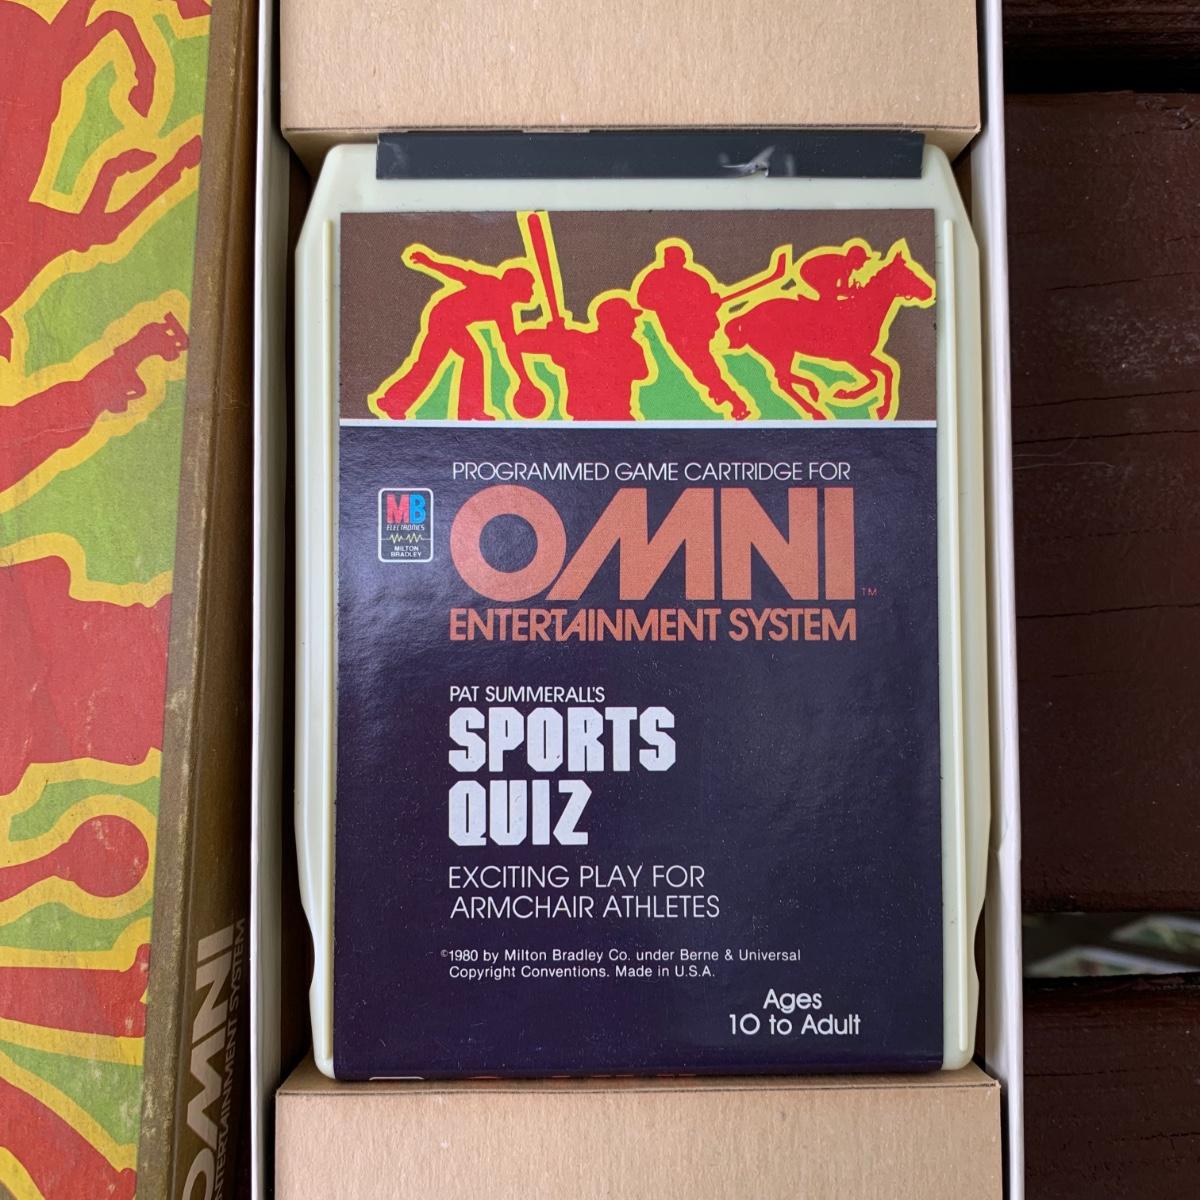 PROGRAMMED GAME CARTRIDGE FOR
MB
ELECTRONICS
MILTON
BRADLEY
OMNI™
ENTERTAINMENT SYSTEM
PAT SUMMERALL'S
SPORTS
QUIZ
EXCITING PLAY FOR
ARMCHAIR ATHLETES
©1980 by Milton Bradley Co. under Berne & Universal
Copyright Conventions. Made in U.S.A.
Ages
10 to Adult
OMNI
ENTERTAINMENT SYSTEM